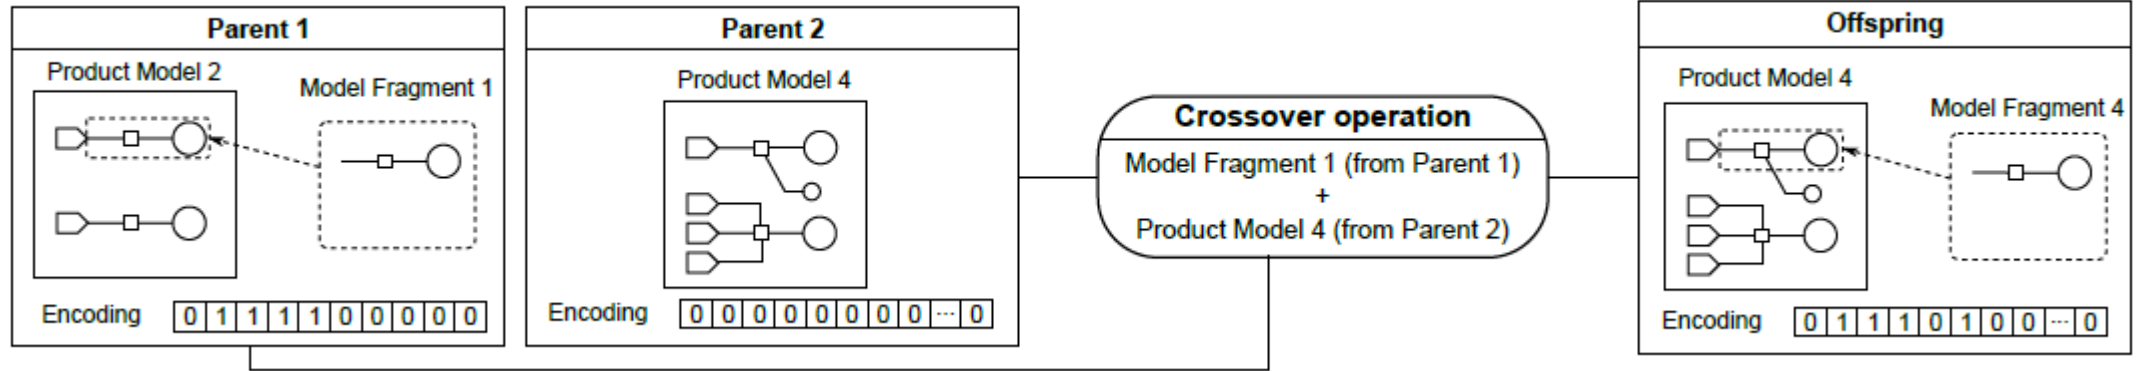 Parent 1
Product Model 2
Model Fragment 1
Encoding 0 1 1 1 1 0 0 0 0 0
Parent 2
Product Model 4
Encoding 0 0 0 0 0 0 0 0 ... 0
Crossover operation
Model Fragment 1 (from Parent 1)
+
Product Model 4 (from Parent 2)
Offspring
Product Model 4
Model Fragment 4
Encoding 0 1 1 1 0 1 0 0 ... 0